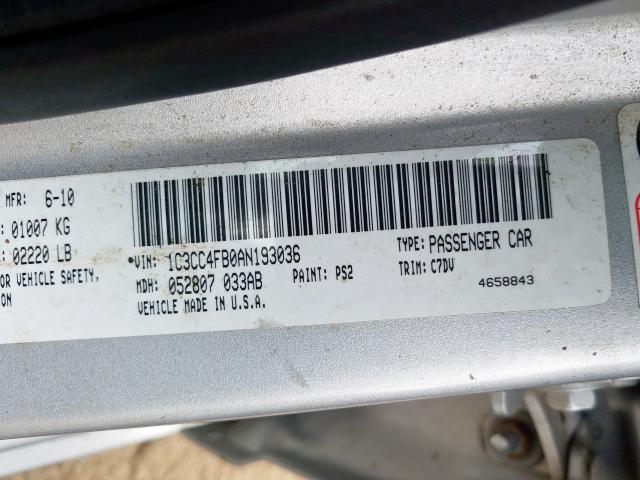 MFR: 6-10
: 01007 KG
: 02220 LB
OR VEHICLE SAFETY,
ION
VIN: 1C3CC4FB0AN193036
TYPE: PASSENGER CAR
MDH: 052807 033AB
PAINT: PS2
TRIM: C7DV
VEHICLE MADE IN U.S.A.
4658843